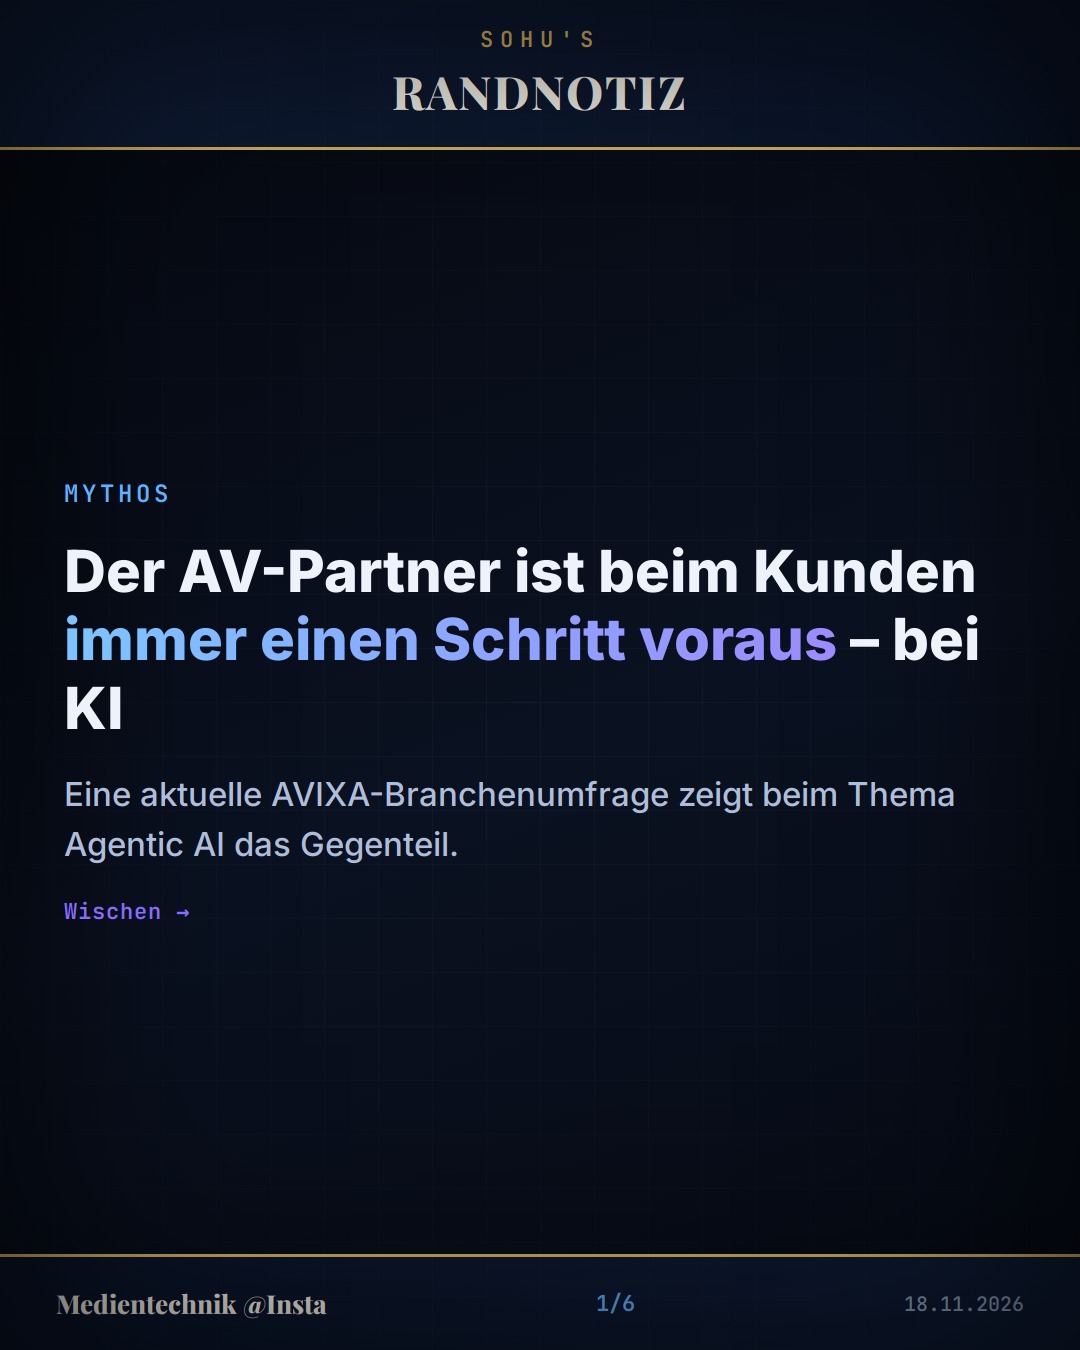 SOHU'S
RANDNOTIZ
MYTHOS
Der AV-Partner ist beim Kunden
immer einen Schritt voraus – bei
KI
Eine aktuelle AVIXA-Branchenumfrage zeigt beim Thema
Agentic AI das Gegenteil.
Wischen →
Medientechnik @Insta
1/6
18.11.2026